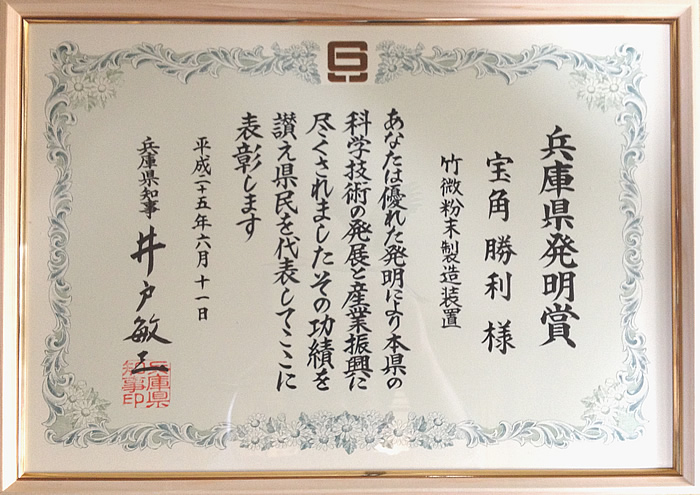 兵庫県発明賞
宝角勝利様
竹微粉末製造装置
あなたは優れた発明により本県の
科学技術の発展と産業振興に
尽くされましたその功績を
讃え県民を代表してここに
表彰します
平成二十五年六月十一日
兵庫県知事 井戸敏三
兵庫県
知事印